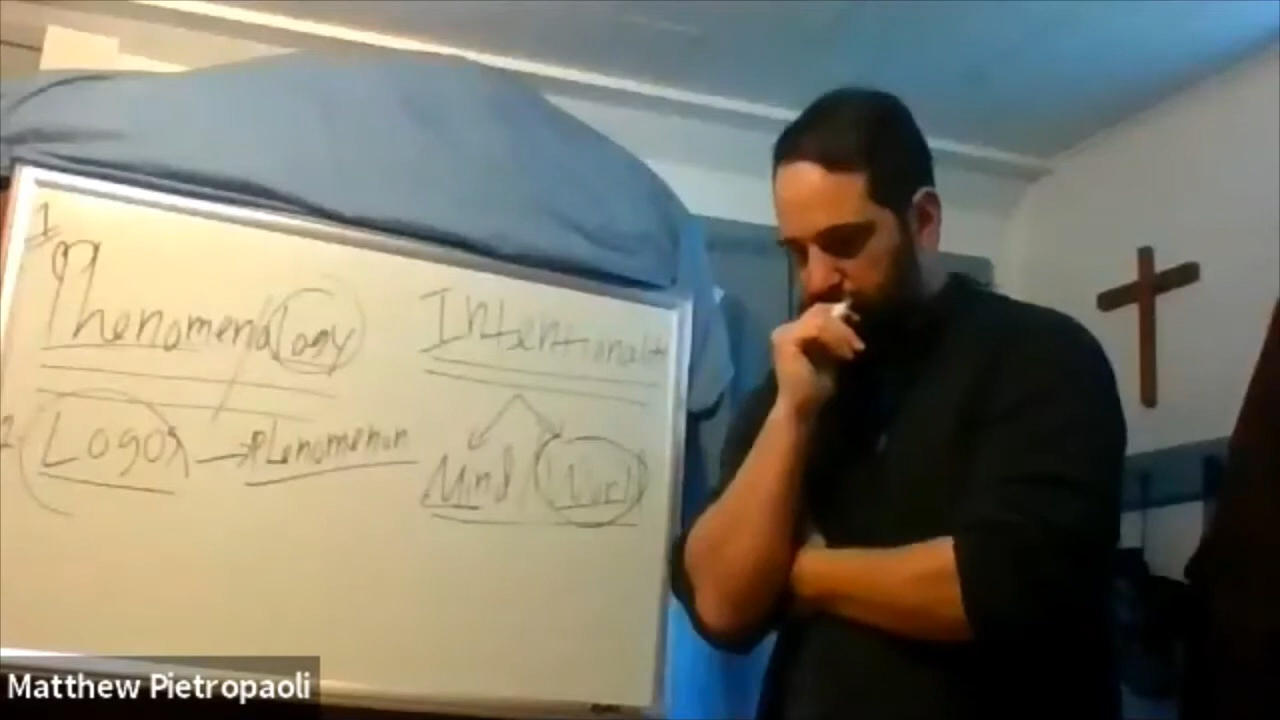 1
Phenomenology
Intentionality
2
Logos → Phenomenon
Mind
World
Matthew Pietropaoli